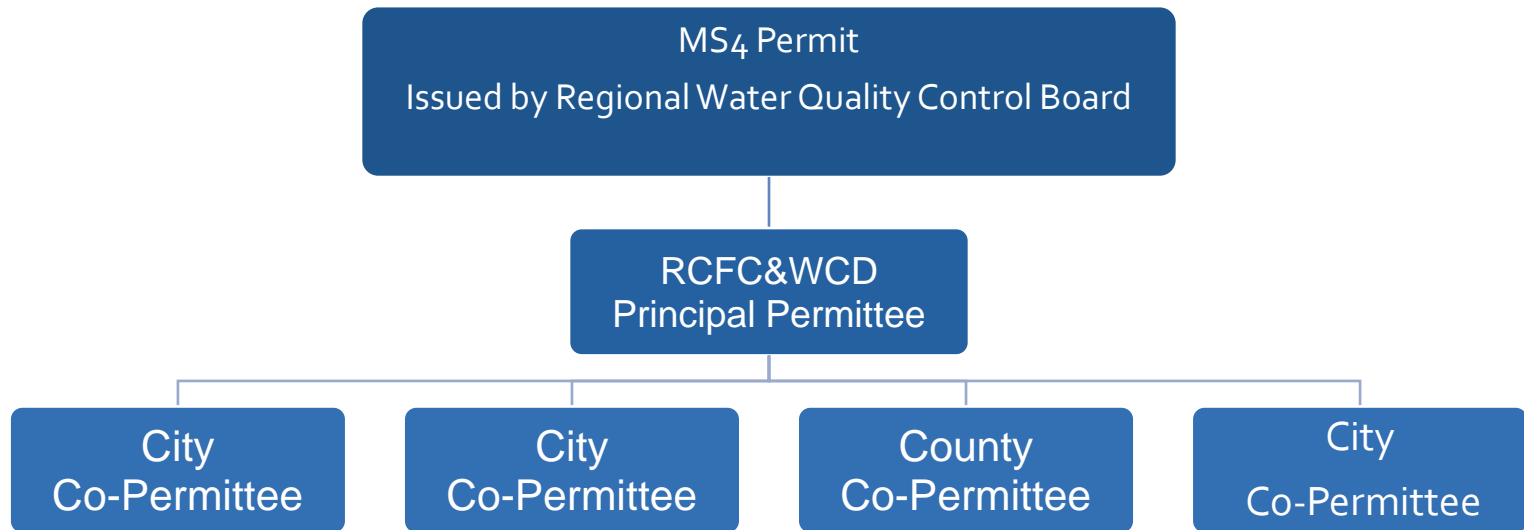 MS4 Permit
Issued by Regional Water Quality Control Board
RCFC&WCD
Principal Permittee
City
Co-Permittee
City
Co-Permittee
County
Co-Permittee
City
Co-Permittee